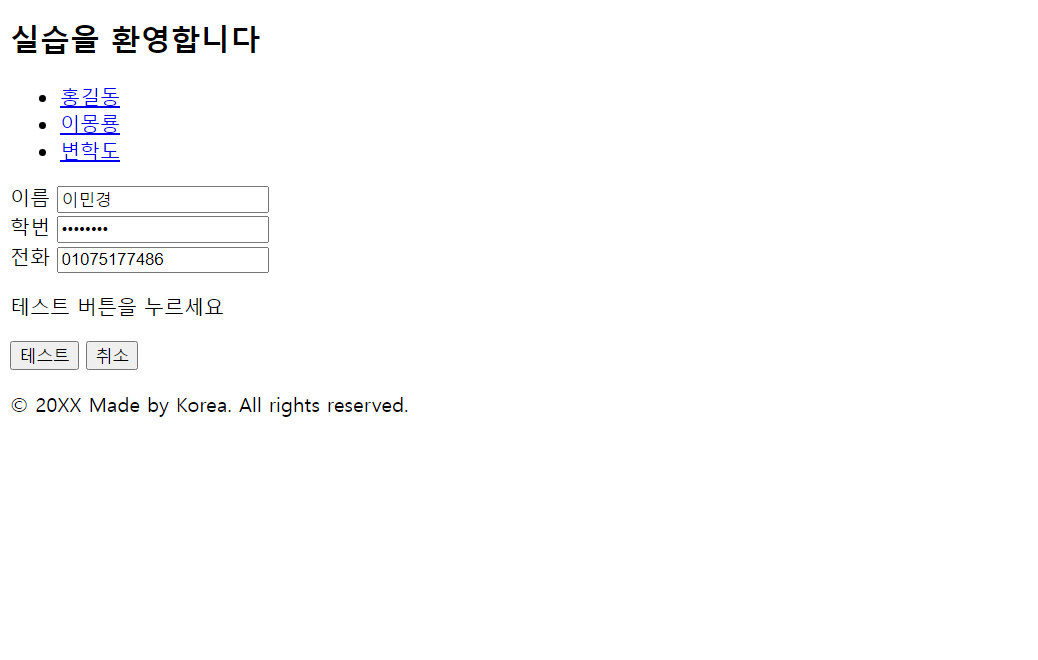 실습을 환영합니다
홍길동
이몽룡
변학도
이름 이민경
학번 ••••••••
전화 01075177486
테스트 버튼을 누르세요
테스트 취소
© 20XX Made by Korea. All rights reserved.